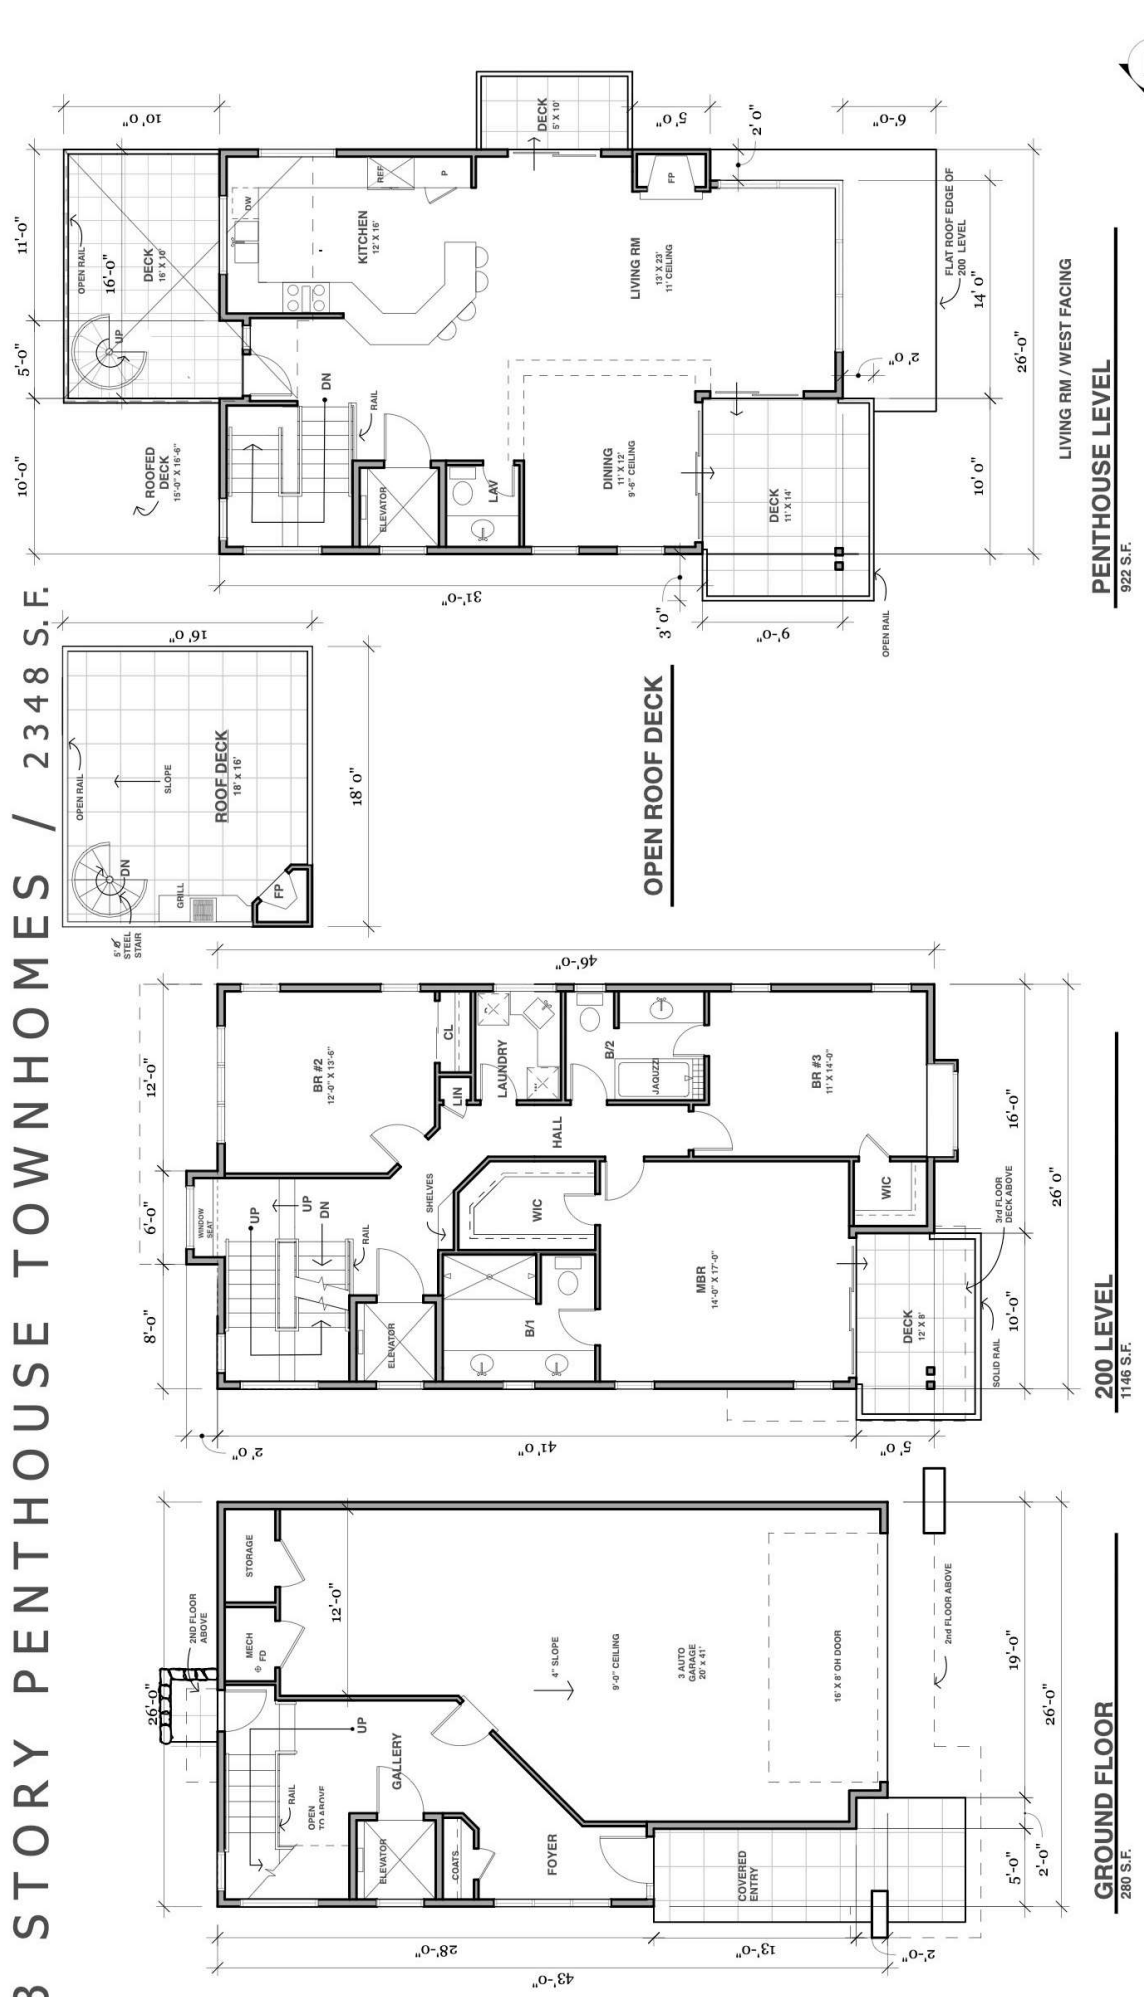 3 STORY PENTHOUSE TOWNHOMES / 2348 S.F.
26'-0"
2ND FLOOR
ABOVE
STORAGE
MECH
FD
12'-0"
UP
GALLERY
RAIL
OPEN
TO ABOVE
ELEVATOR
COATS
FOYER
4" SLOPE
9'-0" CEILING
3 AUTO
GARAGE
20' x 41'
16' X 8' OH DOOR
COVERED
ENTRY
2nd FLOOR ABOVE
28'-0"
13'-0"
2'-0"
43'-0"
5'-0"
2'-0"
19'-0"
26'-0"
GROUND FLOOR
280 S.F.
8'-0"
6'-0"
12'-0"
WINDOW
SEAT
UP
UP
DN
RAIL
ELEVATOR
SHELVES
BR #2
12'-0" X 13'-6"
CL
LIN
LAUNDRY
HALL
B/2
JAQUZZI
BR #3
11' X 14'-0"
WIC
WIC
B/1
MBR
14'-0" X 17'-0"
DECK
12' X 8'
3rd FLOOR
DECK ABOVE
SOLID RAIL
2'0"
41'0"
5'0"
46'-0"
10'-0"
16'-0"
26'0"
200 LEVEL
1146 S.F.
16'0"
OPEN RAIL
SLOPE
ROOF DECK
18' x 16'
DN
GRILL
FP
5'Ø
STEEL
STAIR
18'0"
OPEN ROOF DECK
10'-0"
5'-0"
11'-0"
10'0"
ROOFED
DECK
15'-0" X 16'-6"
OPEN RAIL
16'-0"
DECK
16' X 10'
UP
DW
REF
P
KITCHEN
12' X 16'
DN
RAIL
ELEVATOR
LAV
DECK
5' X 10'
5'0"
2'0"
6'-0"
FP
LIVING RM
13' X 23'
11' CEILING
DINING
11' X 12'
9'-6" CEILING
DECK
11' X 14'
FLAT ROOF EDGE OF
200 LEVEL
31'-0"
3'0"
9'-0"
2'0"
OPEN RAIL
10'0"
14'0"
26'-0"
LIVING RM / WEST FACING
PENTHOUSE LEVEL
922 S.F.